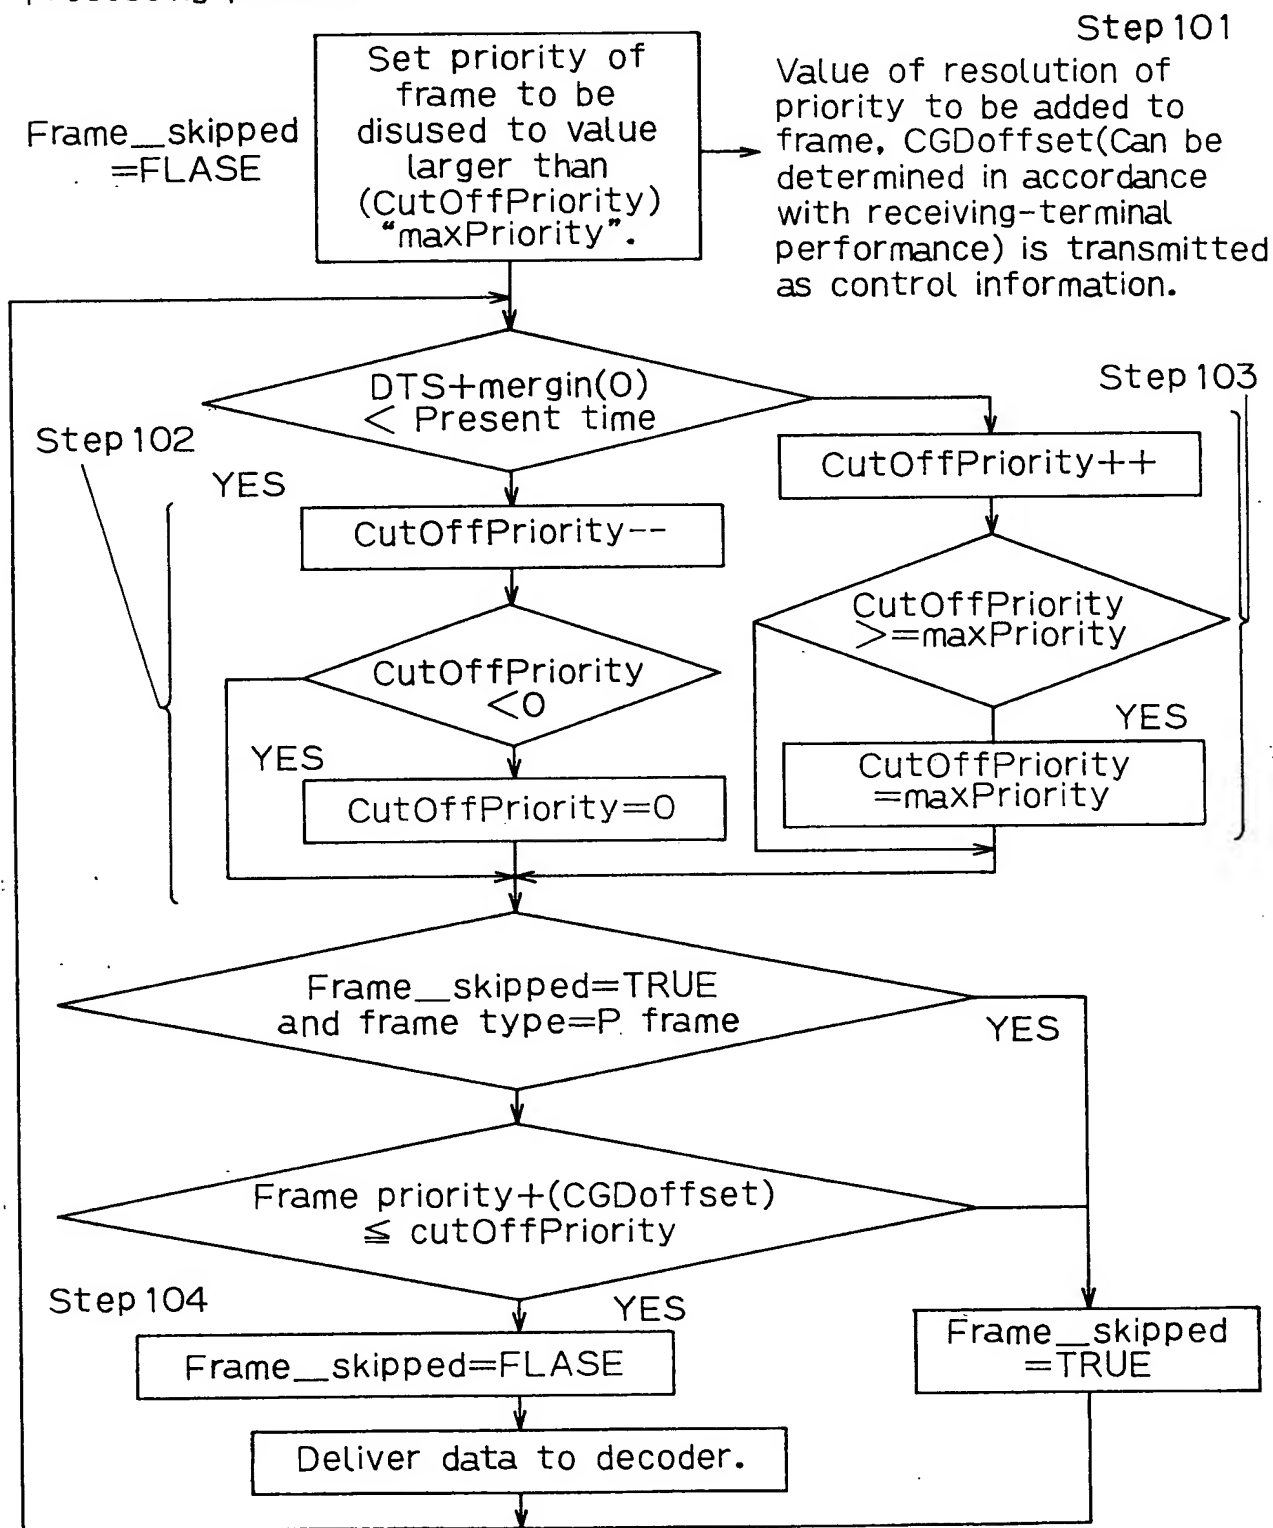 Step 101
Set priority of
frame to be
disused to value
larger than
(CutOffPriority)
"maxPriority".
Frame__skipped
=FLASE
Value of resolution of
priority to be added to
frame, CGDoffset(Can be
determined in accordance
with receiving-terminal
performance) is transmitted
as control information.
DTS+mergin(0)
< Present time
Step 103
Step 102
YES
CutOffPriority++
CutOffPriority--
CutOffPriority
>=maxPriority
CutOffPriority
<0
YES
YES
CutOffPriority
=maxPriority
CutOffPriority=0
Frame__skipped=TRUE
and frame type=P frame
YES
Frame priority+(CGDoffset)
≦ cutOffPriority
Step 104
YES
Frame__skipped=FLASE
Frame__skipped
=TRUE
Deliver data to decoder.